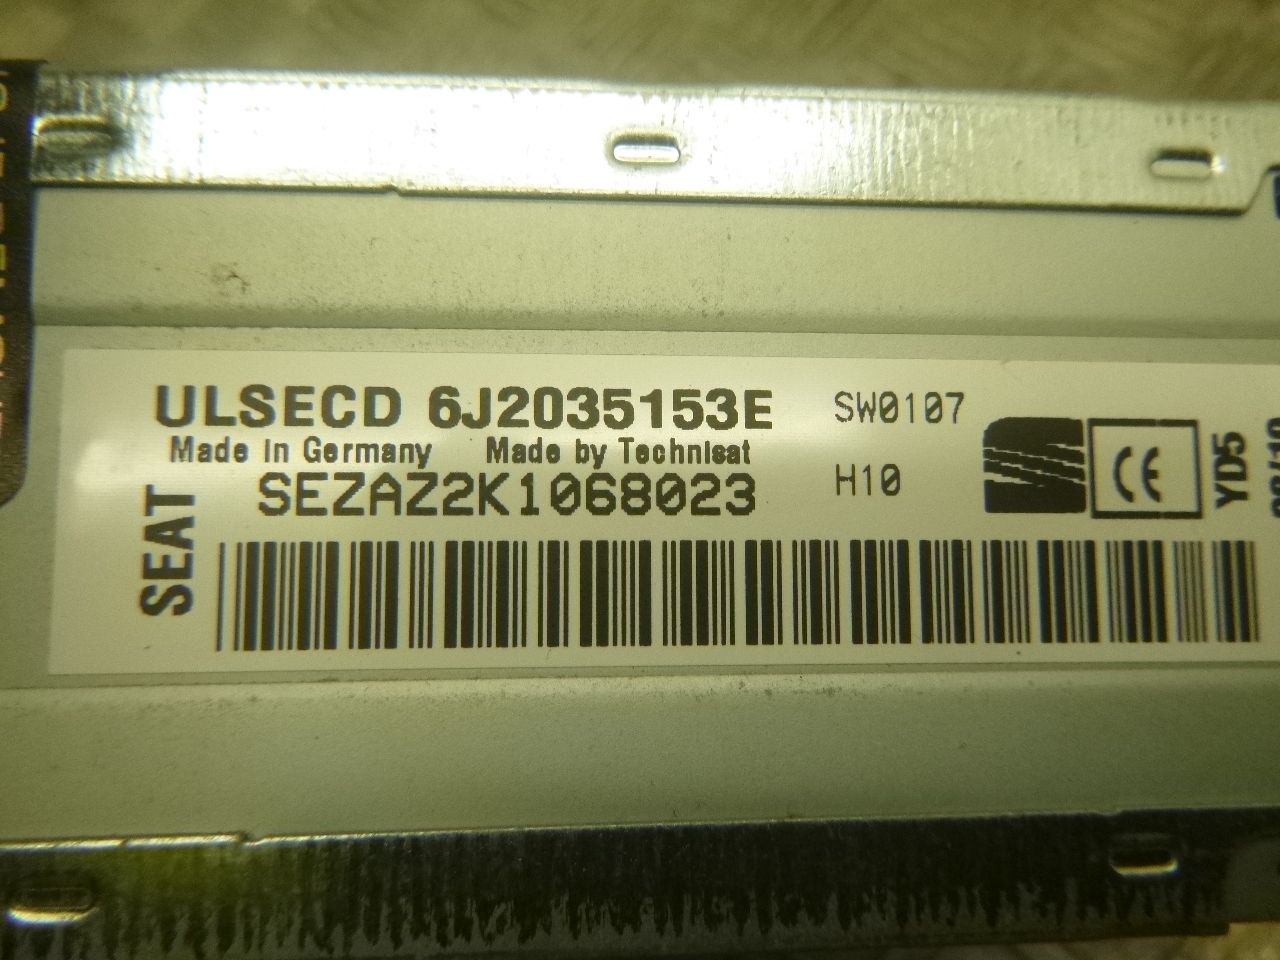 ULSECD 6J2035153E SW0107
Made in Germany Made by Technisat
SEZAZ2K1068023 H10
SEAT
CE
YD5